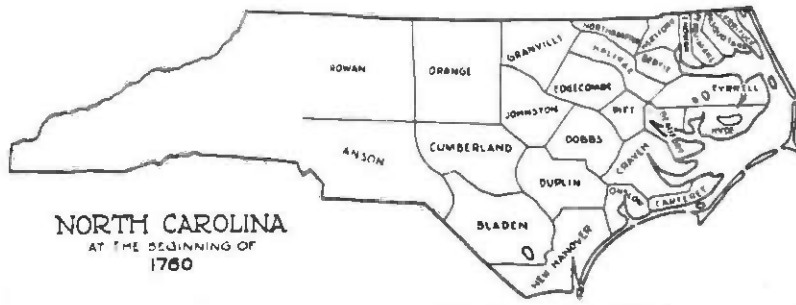 NORTHAMPTON
HERTFORD
GRANVILLE
HALIFAX
BERTIE
ROWAN
ORANGE
EDGECOMBE
TYRRELL
JOHNSTON
PITT
HYDE
ANSON
CUMBERLAND
DOBBS
CRAVEN
DUPLIN
ONSLOW
CARTERET
BLADEN
NEW HANOVER
NORTH CAROLINA
AT THE BEGINNING OF
1760